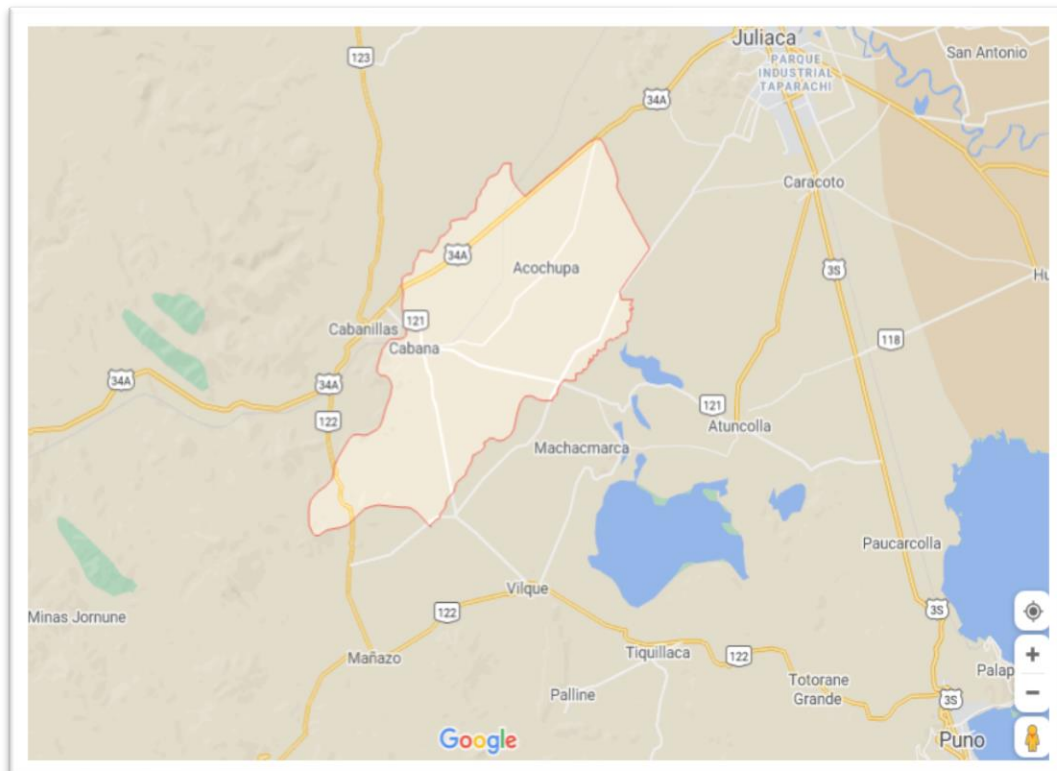 Juliaca
PARQUE
INDUSTRIAL
TAPARACHI
San Antonio
123
34A
Caracoto
34A
Acochupa
3S
Hu
121
Cabanillas
Cabana
118
34A
34A
122
121
Atuncolla
Machacmarca
Paucarcolla
Vilque
122
3S
Minas Jornune
Mañazo
Tiquillaca
122
Palap
Totorane
Grande
Palline
3S
Google
Puno